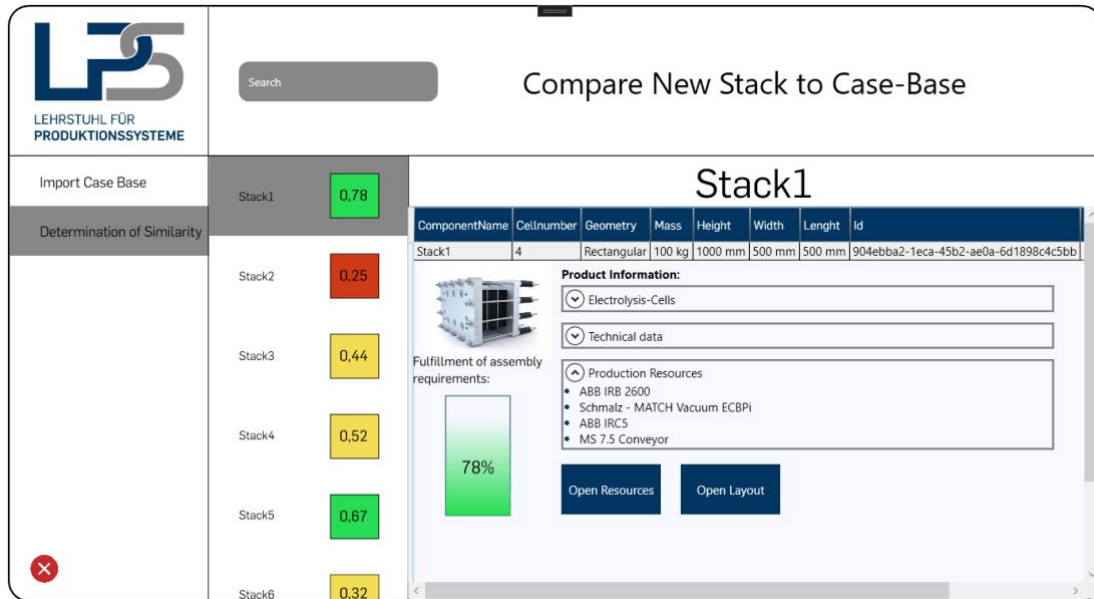 LPS
LEHRSTUHL FÜR
PRODUKTIONSSYSTEME
Search
Compare New Stack to Case-Base
Import Case Base
Determination of Similarity
Stack1 0,78
Stack2 0,25
Stack3 0,44
Stack4 0,52
Stack5 0,67
Stack6 0,32
Stack1
ComponentName Cellnumber Geometry Mass Height Width Lenght Id
Stack1 4 Rectangular 100 kg 1000 mm 500 mm 500 mm 904ebba2-1eca-45b2-ae0a-6d1898c4c5bb
Product Information:
Electrolysis-Cells
Technical data
Production Resources
• ABB IRB 2600
• Schmalz - MATCH Vacuum ECBPi
• ABB IRC5
• MS 7.5 Conveyor
Fulfillment of assembly
requirements:
78%
Open Resources
Open Layout